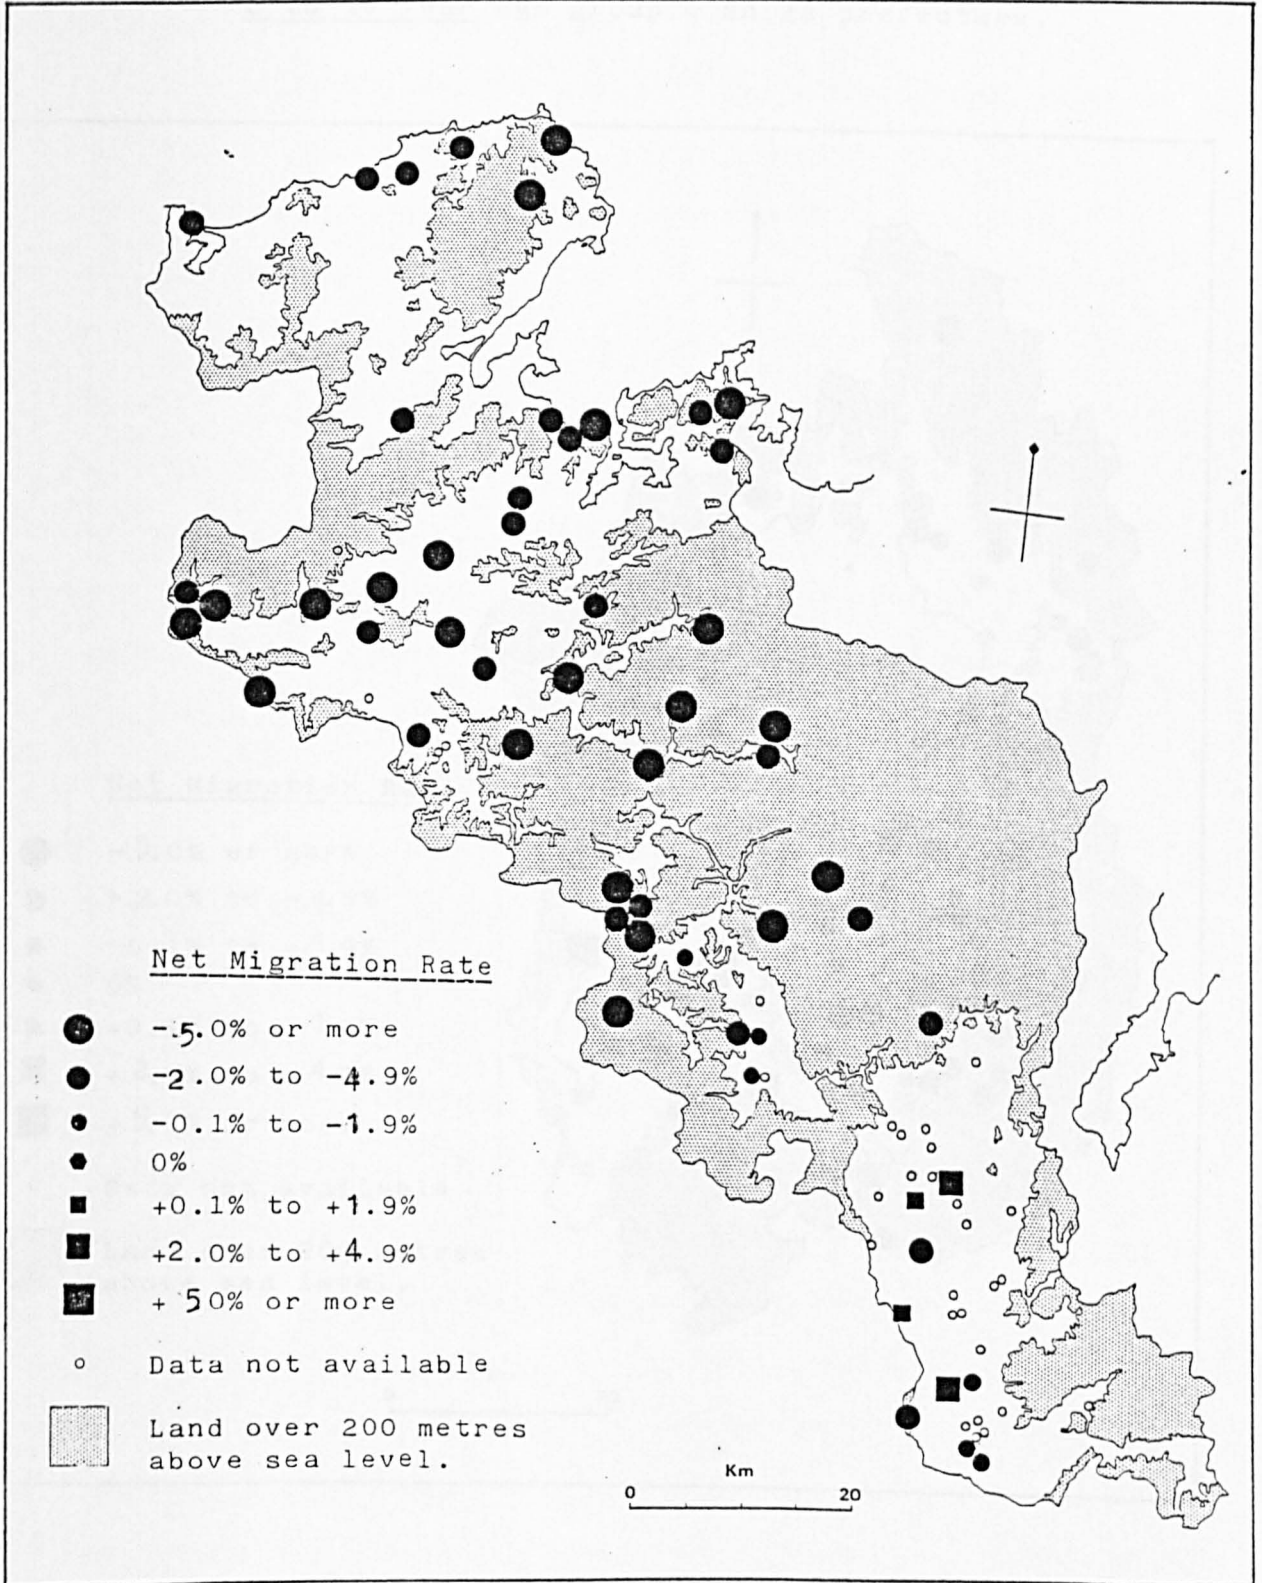 Net Migration Rate
-5.0% or more
-2.0% to -4.9%
-0.1% to -1.9%
0%
+0.1% to +1.9%
+2.0% to +4.9%
+ 50% or more
Data not available
Land over 200 metres
above sea level.
Km
0 20